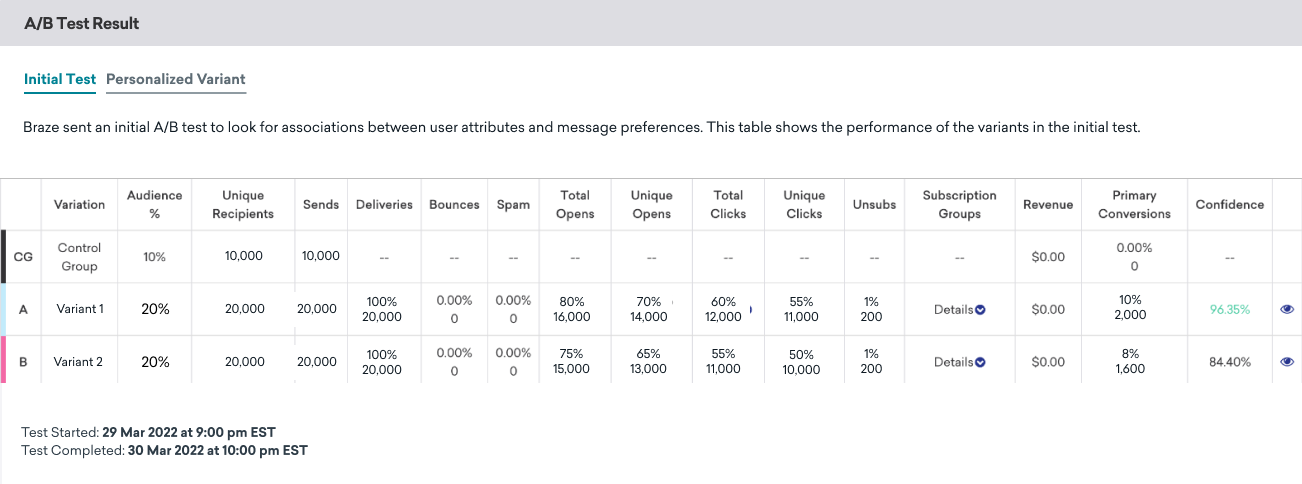 A/B Test Result
Initial Test Personalized Variant
Braze sent an initial A/B test to look for associations between user attributes and message preferences. This table shows the performance of the variants in the initial test.
Variation Audience % Unique Recipients Sends Deliveries Bounces Spam Total Opens Unique Opens Total Clicks Unique Clicks Unsubs Subscription Groups Revenue Primary Conversions Confidence
CG Control Group 10% 10,000 10,000 -- -- -- -- -- -- -- -- -- $0.00 0.00% 0 --
A Variant 1 20% 20,000 20,000 100% 20,000 0.00% 0 0.00% 0 80% 16,000 70% 14,000 60% 12,000 55% 11,000 1% 200 Details $0.00 10% 2,000 96.35%
B Variant 2 20% 20,000 20,000 100% 20,000 0.00% 0 0.00% 0 75% 15,000 65% 13,000 55% 11,000 50% 10,000 1% 200 Details $0.00 8% 1,600 84.40%
Test Started: 29 Mar 2022 at 9:00 pm EST
Test Completed: 30 Mar 2022 at 10:00 pm EST